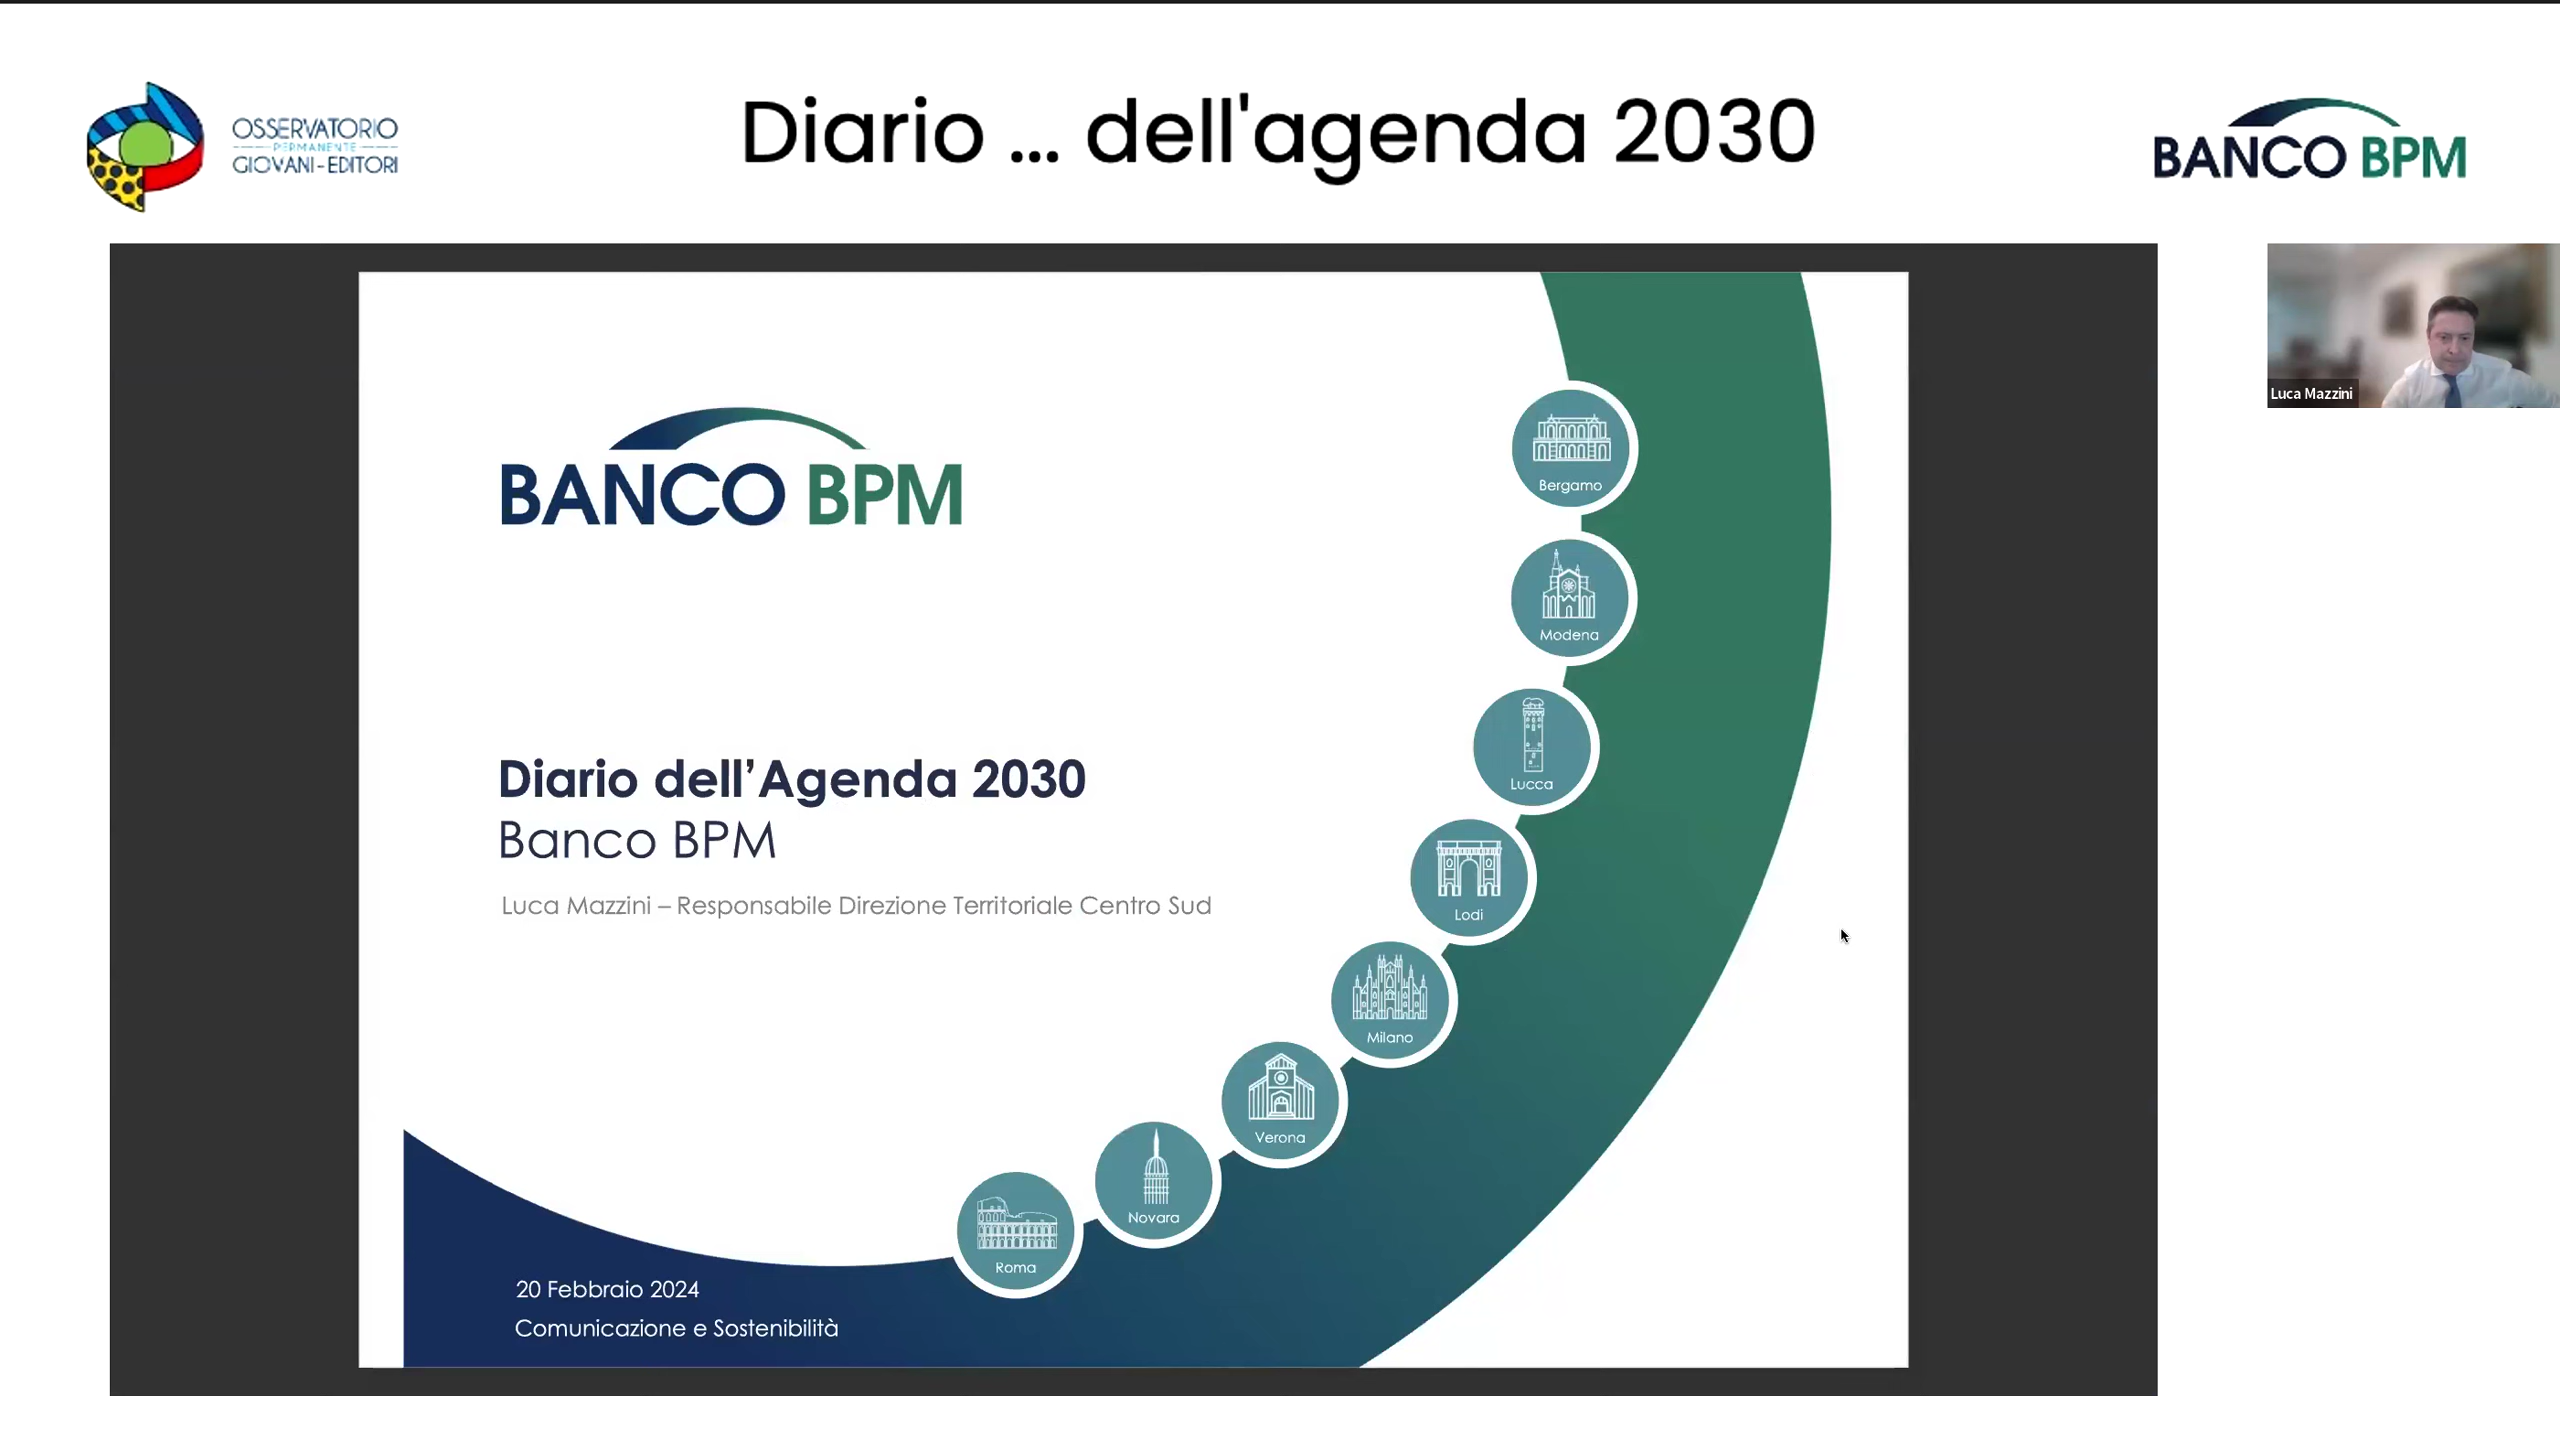 OSSERVATORIO
PERMANENTE
GIOVANI-EDITORI
Diario ... dell'agenda 2030
BANCO BPM
Luca Mazzini
BANCO BPM
Bergamo
Modena
Lucca
Diario dell’Agenda 2030
Banco BPM
Luca Mazzini – Responsabile Direzione Territoriale Centro Sud
Lodi
Milano
Verona
Novara
Roma
20 Febbraio 2024
Comunicazione e Sostenibilità